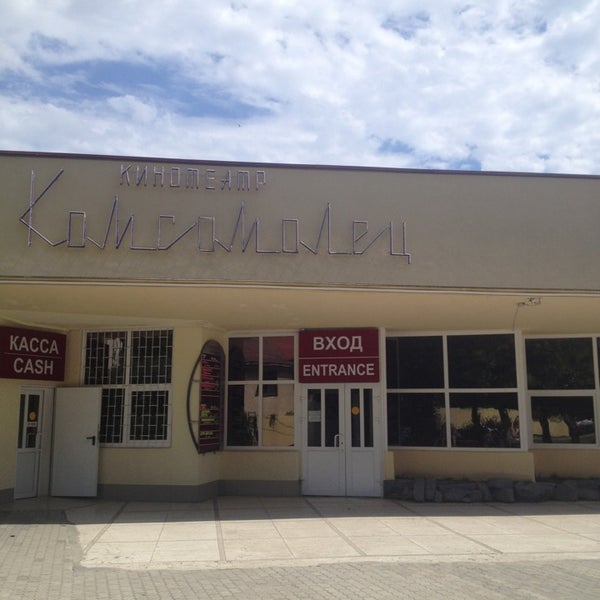 КИНОТЕАТР
Комсомолец
КАССА
CASH
ВХОД
ENTRANCE